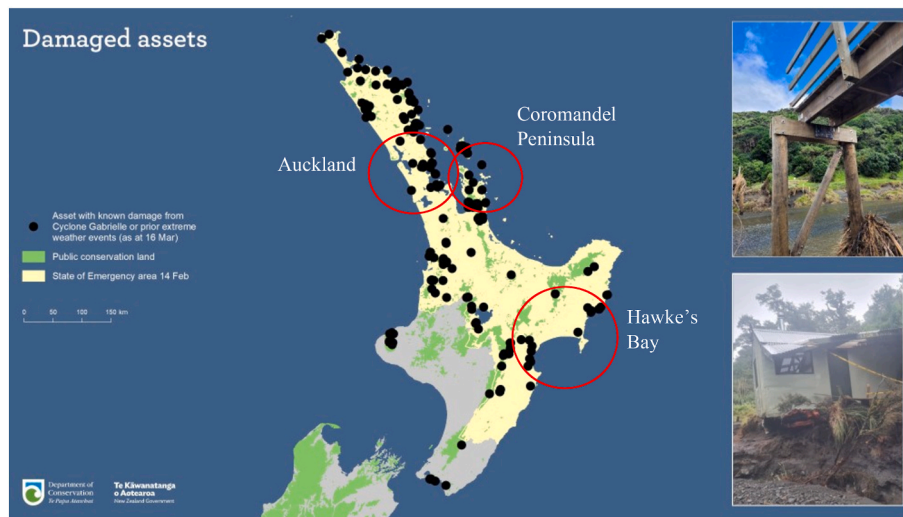 Damaged assets
Coromandel
Peninsula
Auckland
Asset with known damage from
Cyclone Gabrielle or prior extreme
weather events (as at 16 Mar)
Public conservation land
State of Emergency area 14 Feb
0 50 100 150 km
Hawke's
Bay
Department of
Conservation
Te Papa Atawhai
Te Kāwanatanga
o Aotearoa
New Zealand Government